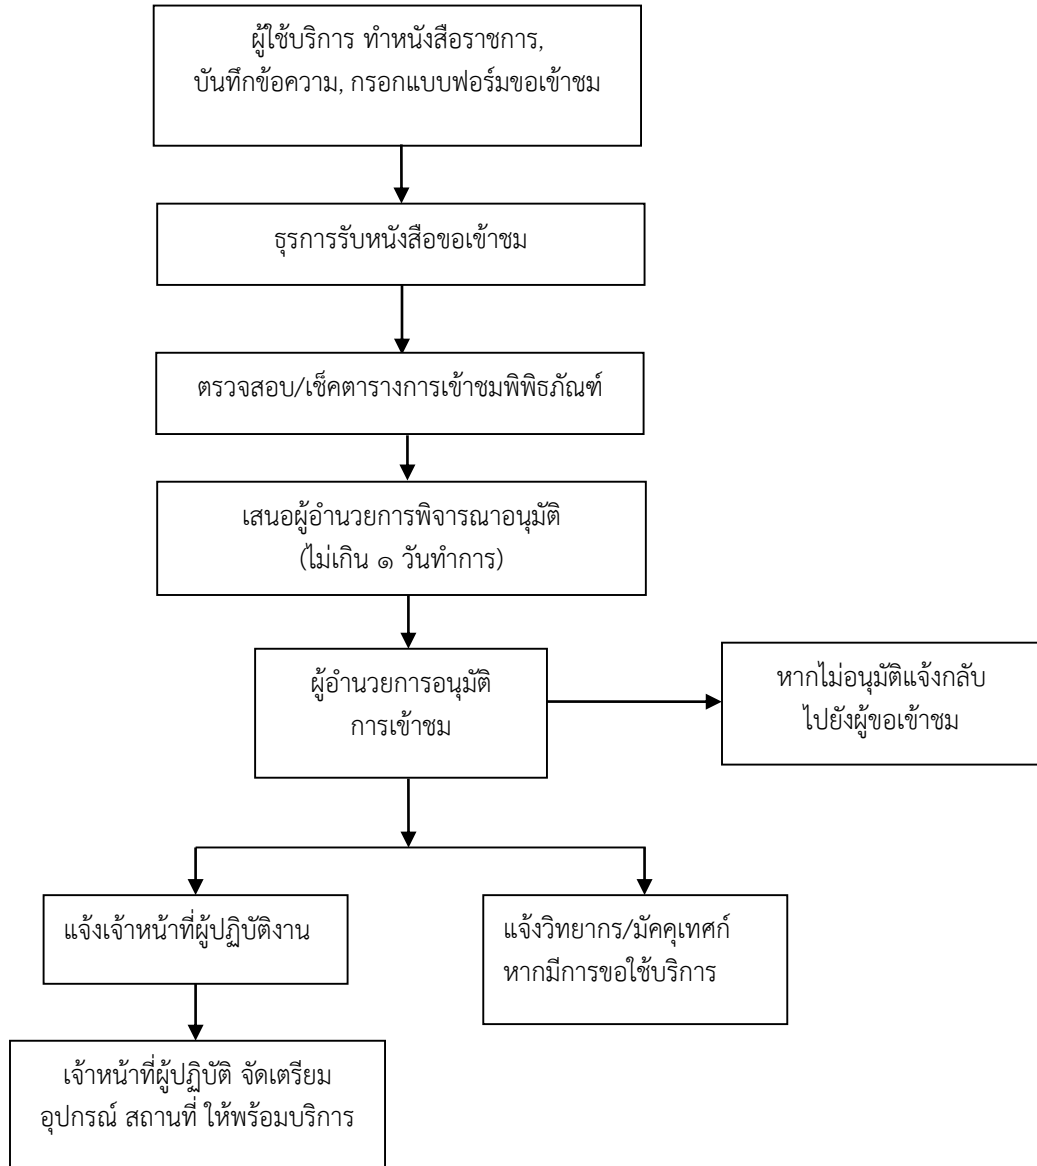 ผู้ใช้บริการ ทำหนังสือราชการ,
บันทึกข้อความ, กรอกแบบฟอร์มขอเข้าชม
ธุรการรับหนังสือขอเข้าชม
ตรวจสอบ/เช็คตารางการเข้าชมพิพิธภัณฑ์
เสนอผู้อำนวยการพิจารณาอนุมัติ
(ไม่เกิน ๑ วันทำการ)
ผู้อำนวยการอนุมัติ
การเข้าชม
หากไม่อนุมัติแจ้งกลับ
ไปยังผู้ขอเข้าชม
แจ้งเจ้าหน้าที่ผู้ปฏิบัติงาน
แจ้งวิทยากร/มัคคุเทศก์
หากมีการขอใช้บริการ
เจ้าหน้าที่ผู้ปฏิบัติ จัดเตรียม
อุปกรณ์ สถานที่ ให้พร้อมบริการ